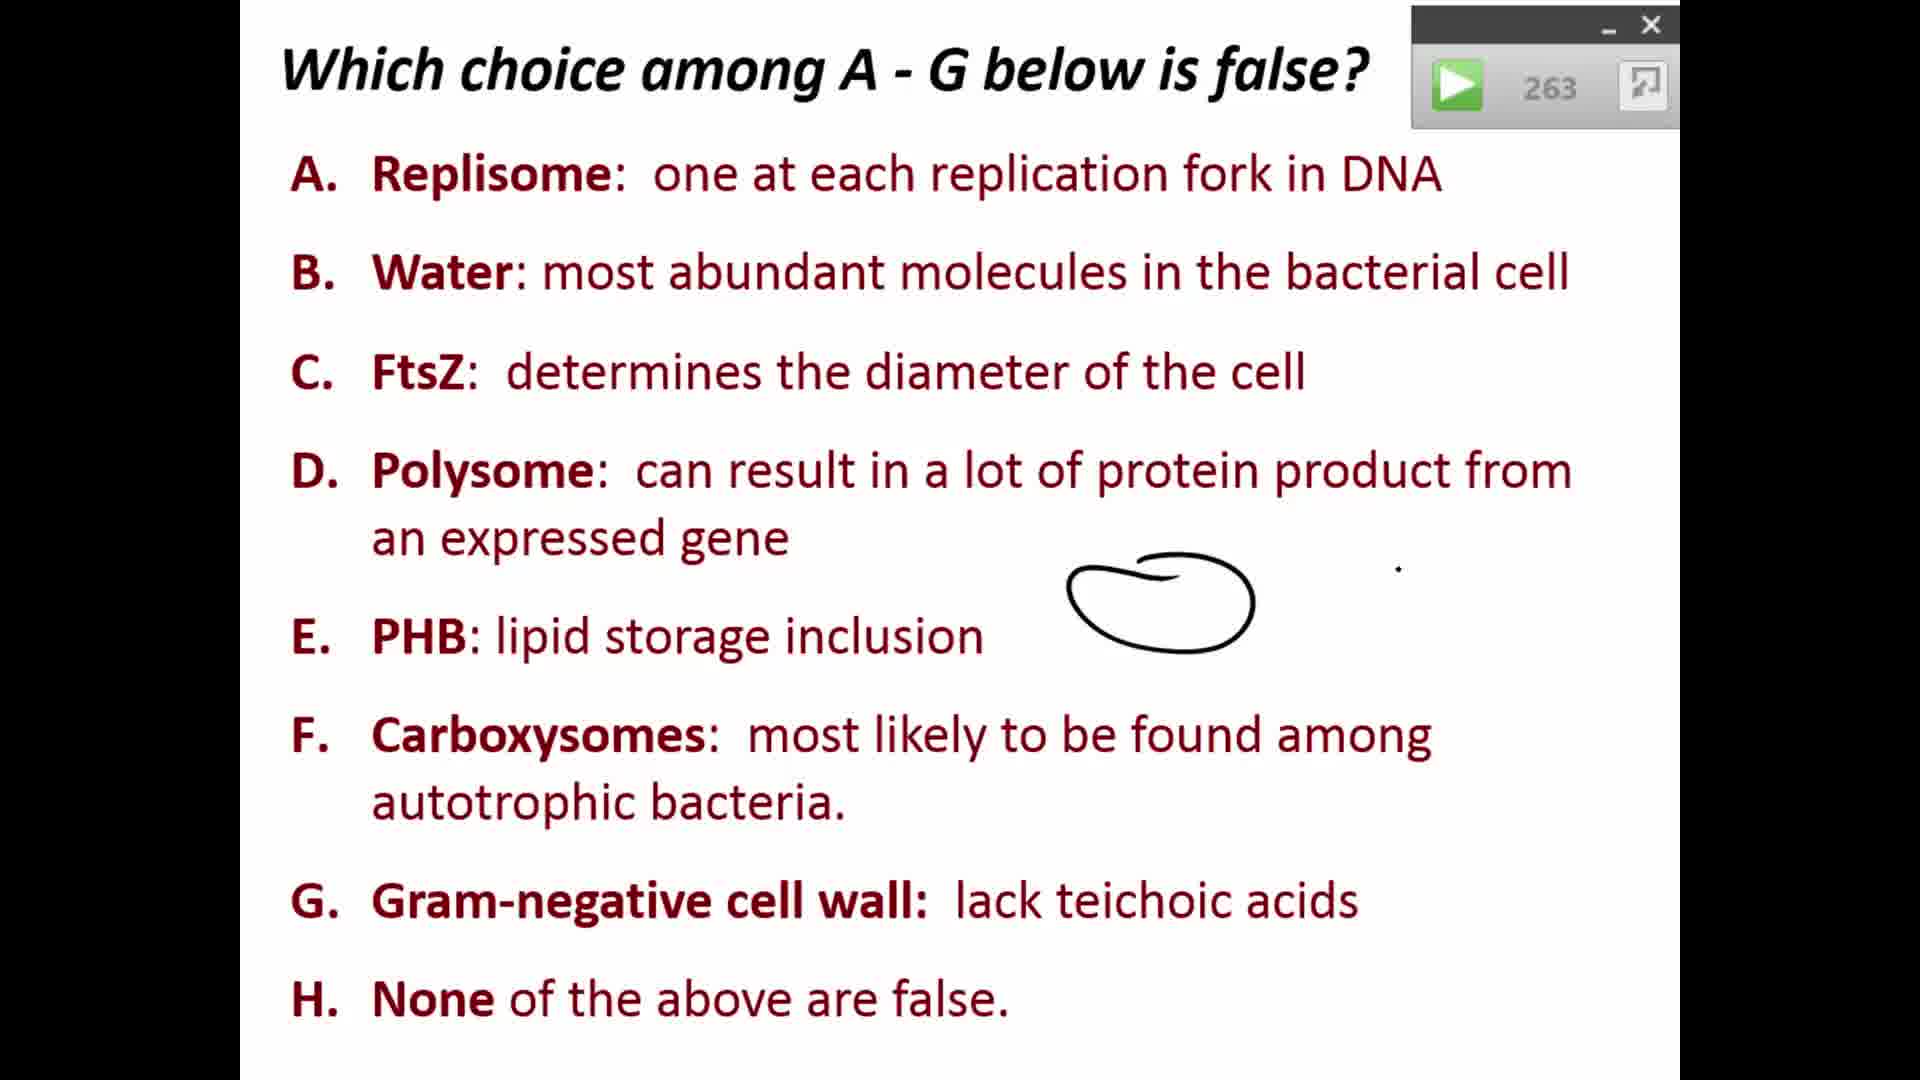 Which choice among A - G below is false?
263
A. Replisome: one at each replication fork in DNA
B. Water: most abundant molecules in the bacterial cell
C. FtsZ: determines the diameter of the cell
D. Polysome: can result in a lot of protein product from
an expressed gene
E. PHB: lipid storage inclusion
F. Carboxysomes: most likely to be found among
autotrophic bacteria.
G. Gram-negative cell wall: lack teichoic acids
H. None of the above are false.